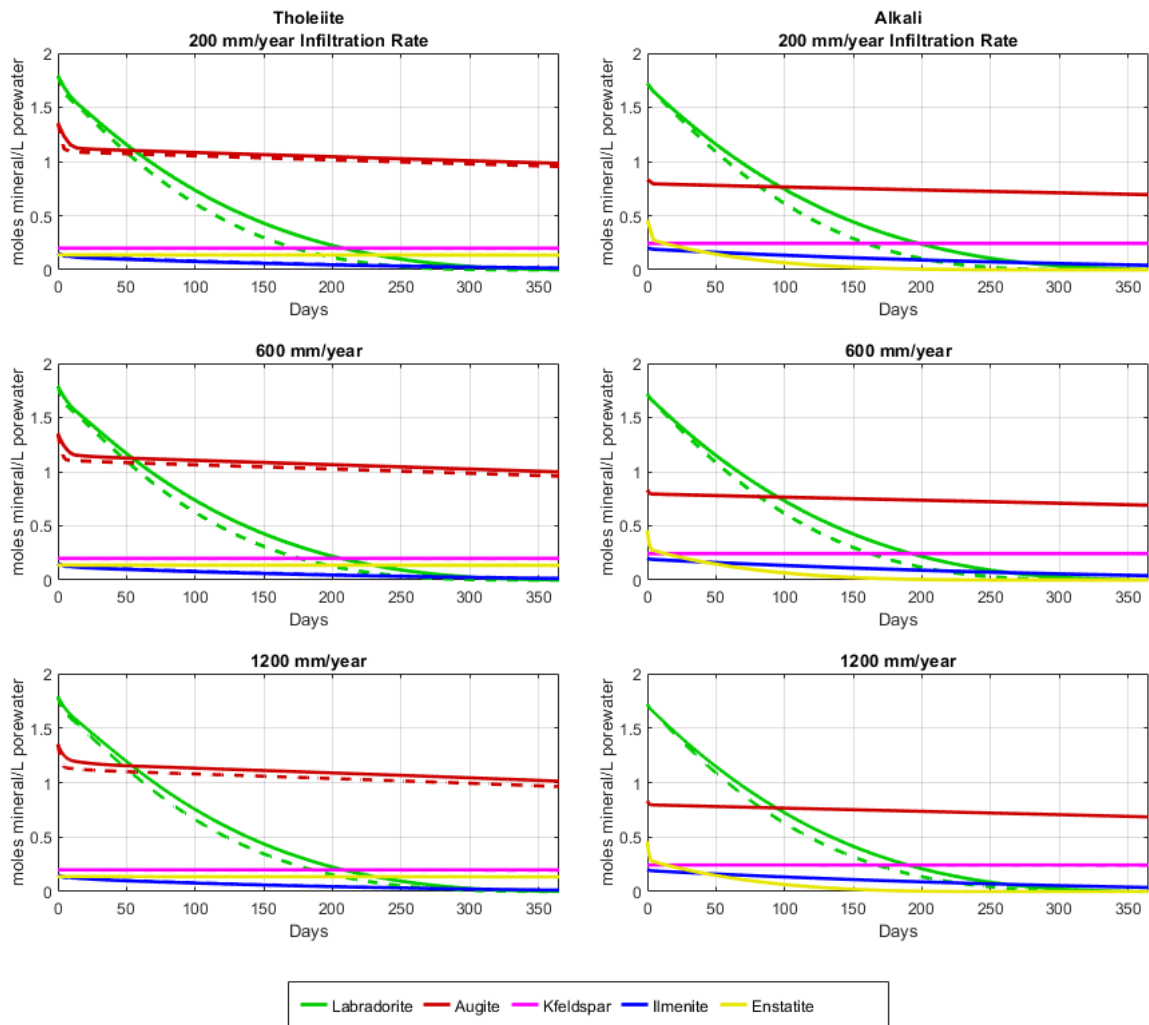 Tholeiite
200 mm/year Infiltration Rate
moles mineral/L porewater
2
1.5
1
0.5
0
0 50 100 150 200 250 300 350
Days
Alkali
200 mm/year Infiltration Rate
moles mineral/L porewater
2
1.5
1
0.5
0
0 50 100 150 200 250 300 350
Days
600 mm/year
moles mineral/L porewater
2
1.5
1
0.5
0
0 50 100 150 200 250 300 350
Days
600 mm/year
moles mineral/L porewater
2
1.5
1
0.5
0
0 50 100 150 200 250 300 350
Days
1200 mm/year
moles mineral/L porewater
2
1.5
1
0.5
0
0 50 100 150 200 250 300 350
Days
1200 mm/year
moles mineral/L porewater
2
1.5
1
0.5
0
0 50 100 150 200 250 300 350
Days
Labradorite Augite Kfeldspar Ilmenite Enstatite